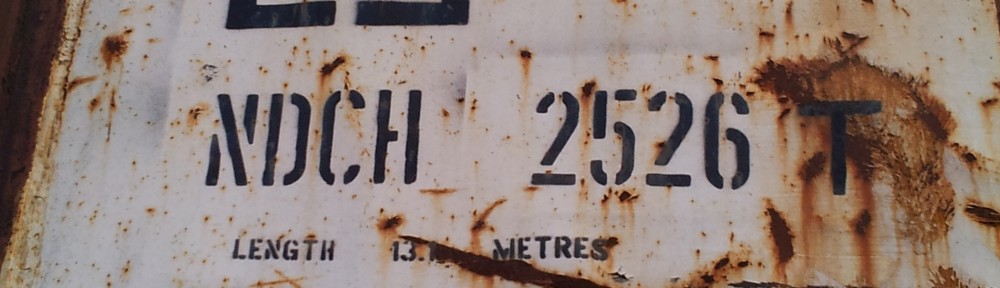 NDCH 2526 T
LENGTH METRES